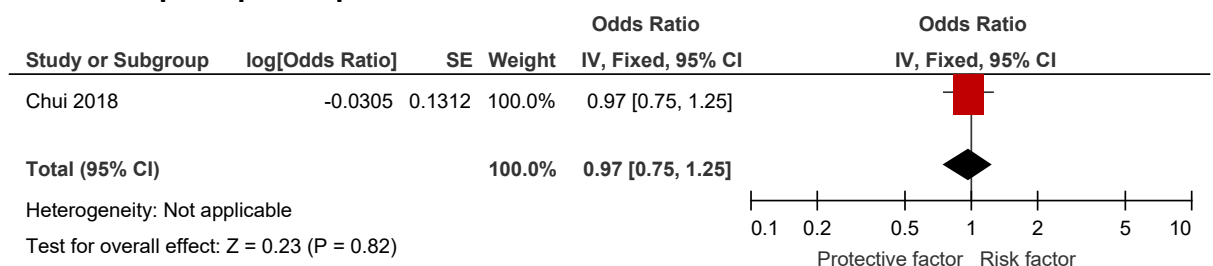 Odds Ratio Odds Ratio
Study or Subgroup log[Odds Ratio] SE Weight IV, Fixed, 95% CI IV, Fixed, 95% CI
Chui 2018 -0.0305 0.1312 100.0% 0.97 [0.75, 1.25]
Total (95% CI) 100.0% 0.97 [0.75, 1.25]
Heterogeneity: Not applicable
Test for overall effect: Z = 0.23 (P = 0.82)
0.1 0.2 0.5 1 2 5 10
Protective factor Risk factor